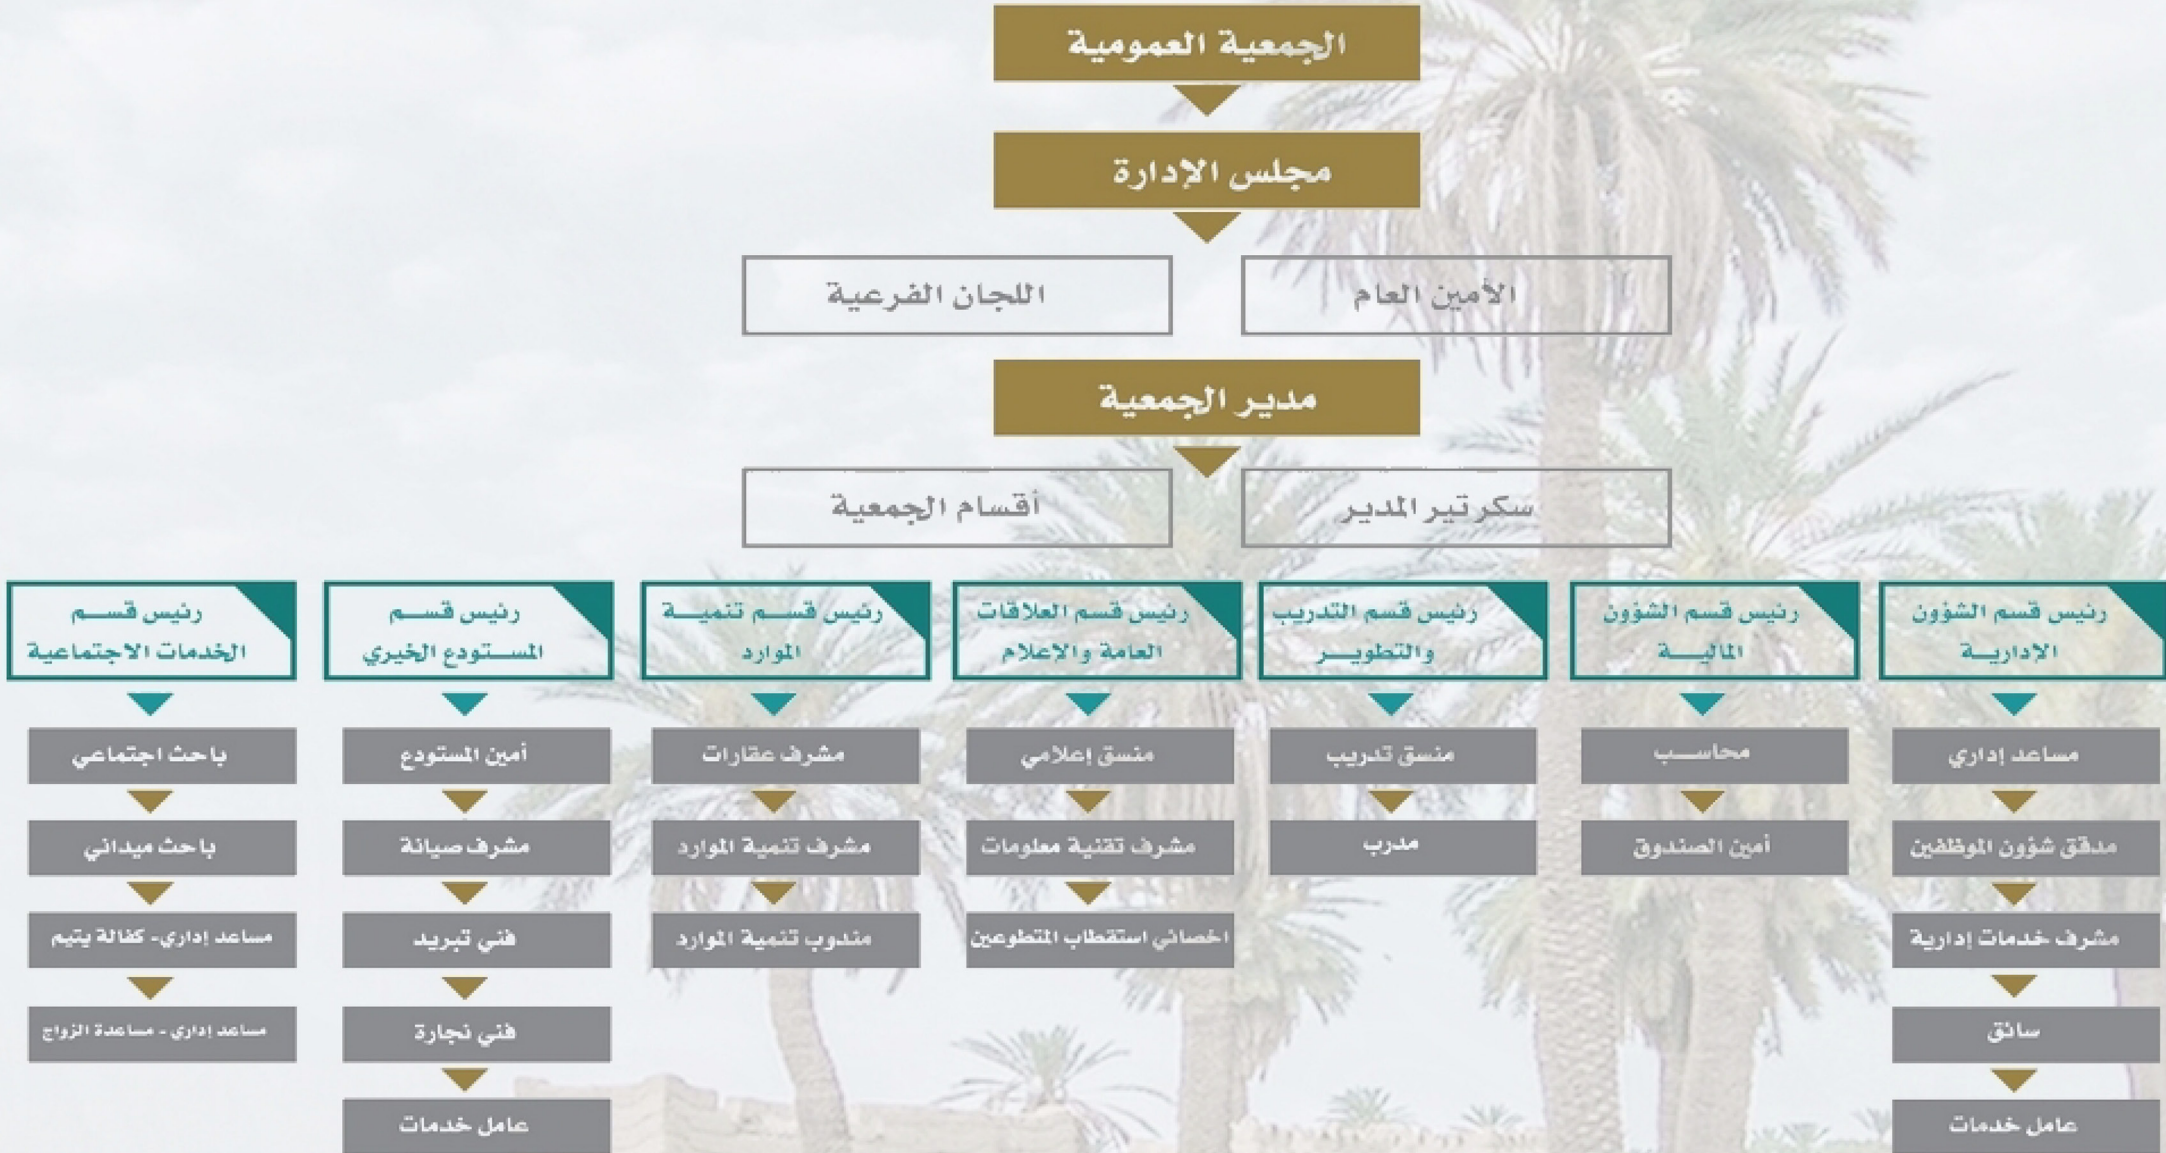 الجمعية العمومية
مجلس الإدارة
الأمين العام
اللجان الفرعية
مدير الجمعية
سكرتير المدير
أقسام الجمعية
رئيس قسم الشؤون
الإدارية
مساعد إداري
مدقق شؤون الموظفين
مشرف خدمات إدارية
سائق
عامل خدمات
رئيس قسم الشؤون
المالية
محاسب
أمين الصندوق
رئيس قسم التدريب
والتطوير
منسق تدريب
مدرب
رئيس قسم العلاقات
العامة والإعلام
منسق إعلامي
مشرف تقنية معلومات
اخصائي استقطاب المتطوعين
رئيس قسم تنمية
الموارد
مشرف عقارات
مشرف تنمية الموارد
مندوب تنمية الموارد
رئيس قسم
المستودع الخيري
أمين المستودع
مشرف صيانة
فني تبريد
فني نجارة
عامل خدمات
رئيس قسم
الخدمات الاجتماعية
باحث اجتماعي
باحث ميداني
مساعد إداري- كفالة يتيم
مساعد إداري - مساعدة الزواج